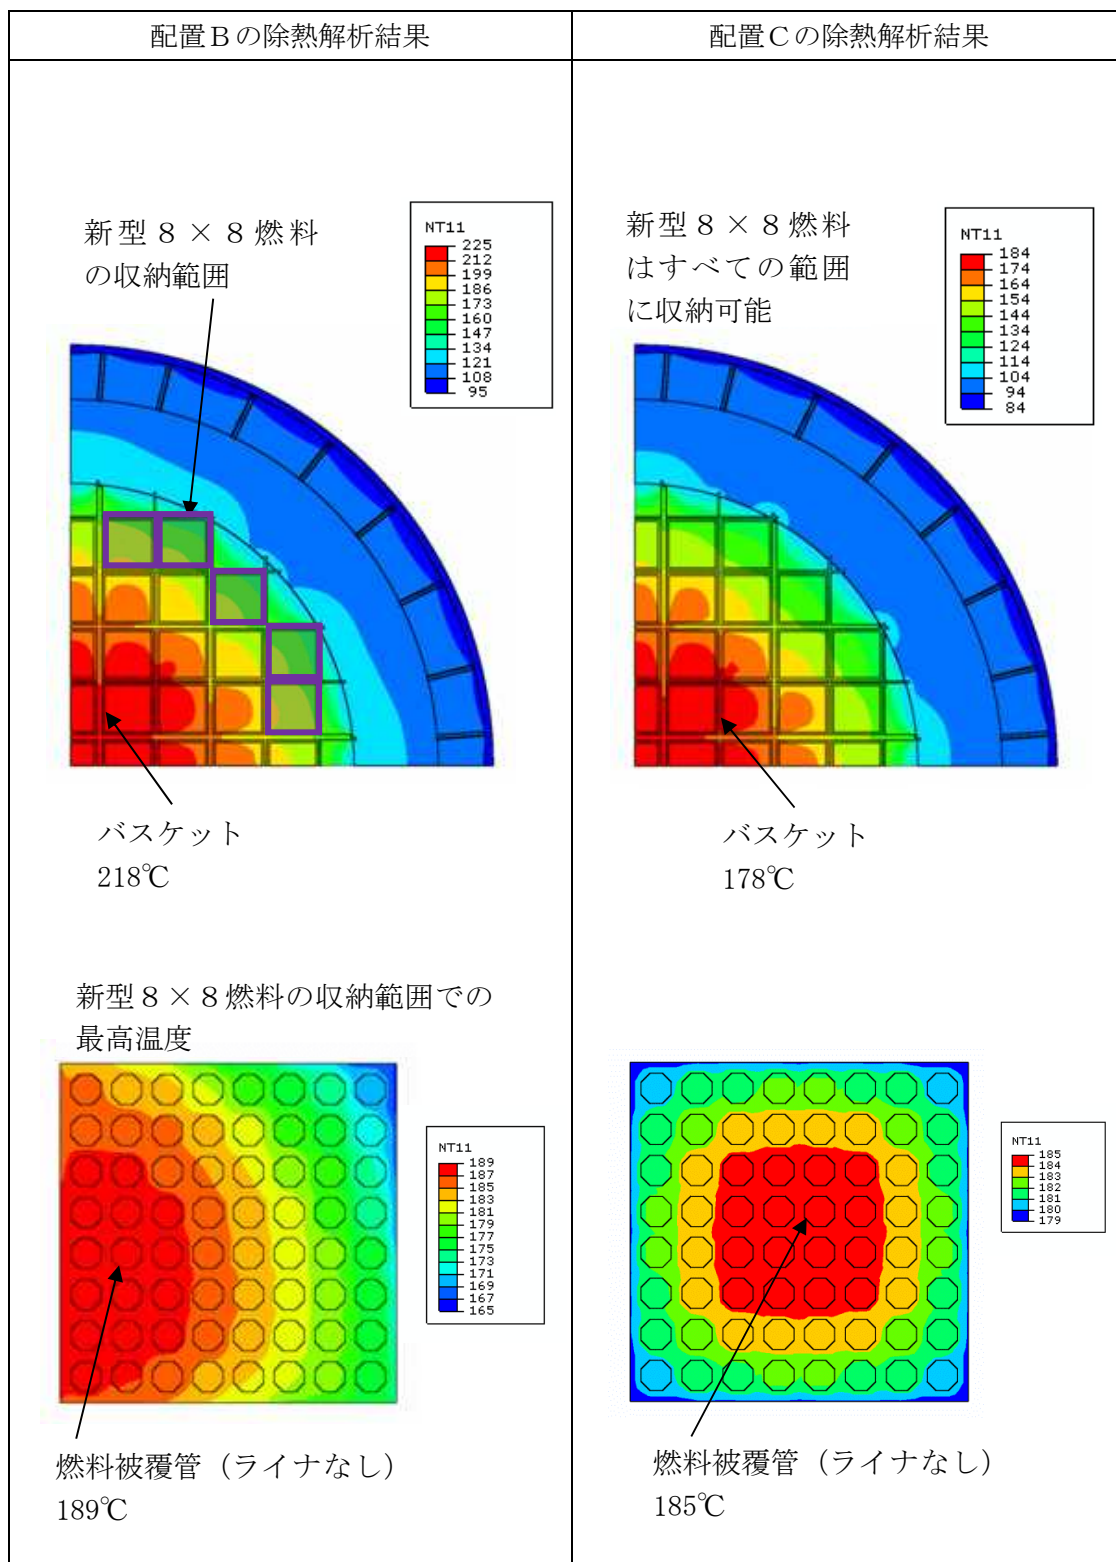 配置Bの除熱解析結果
配置Cの除熱解析結果
新型８×８燃料
の収納範囲
NT11
225
212
199
186
173
160
147
134
121
108
95
バスケット
218℃
新型８×８燃料
はすべての範囲
に収納可能
NT11
184
174
164
154
144
134
124
114
104
94
84
バスケット
178℃
新型８×８燃料の収納範囲での
最高温度
NT11
189
187
185
183
181
179
177
175
173
171
169
167
165
燃料被覆管（ライナなし）
189℃
NT11
185
184
183
182
181
180
179
燃料被覆管（ライナなし）
185℃